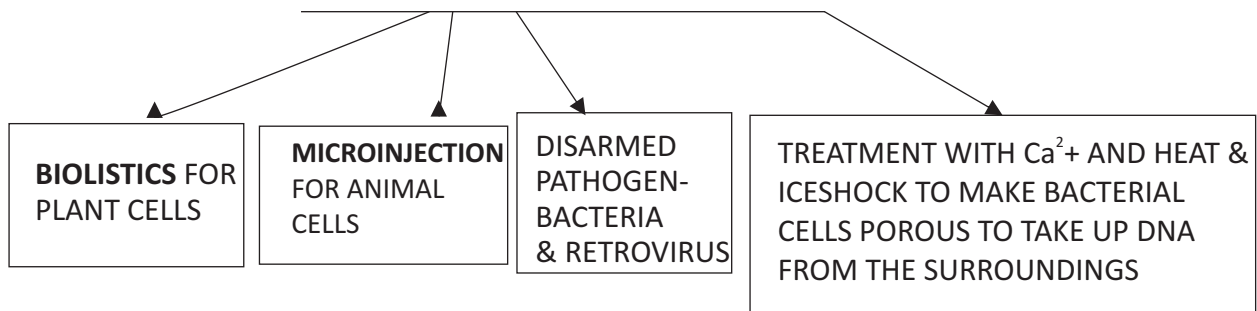 BIOLISTICS FOR
PLANT CELLS
MICROINJECTION
FOR ANIMAL
CELLS
DISARMED
PATHOGEN-
BACTERIA
& RETROVIRUS
TREATMENT WITH Ca²+ AND HEAT &
ICESHOCK TO MAKE BACTERIAL
CELLS POROUS TO TAKE UP DNA
FROM THE SURROUNDINGS